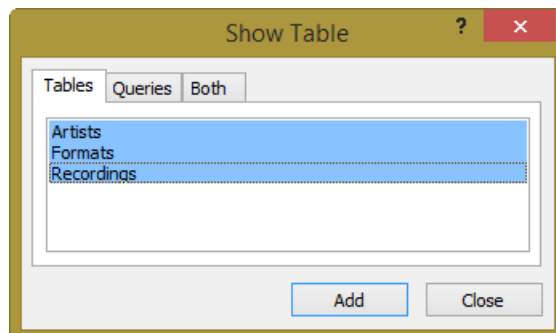 Show Table
?
Tables Queries Both
Artists
Formats
Recordings
Add Close